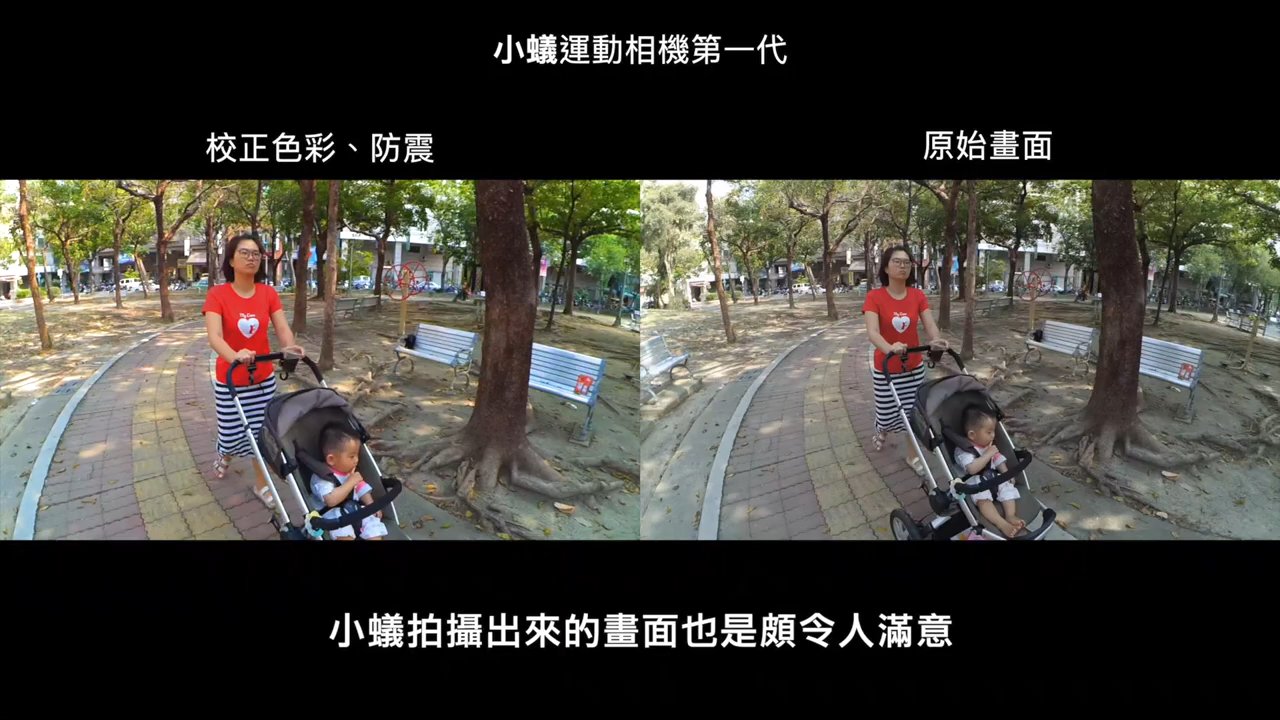 小蟻運動相機第一代
校正色彩、防震
原始畫面
小蟻拍攝出來的畫面也是頗令人滿意